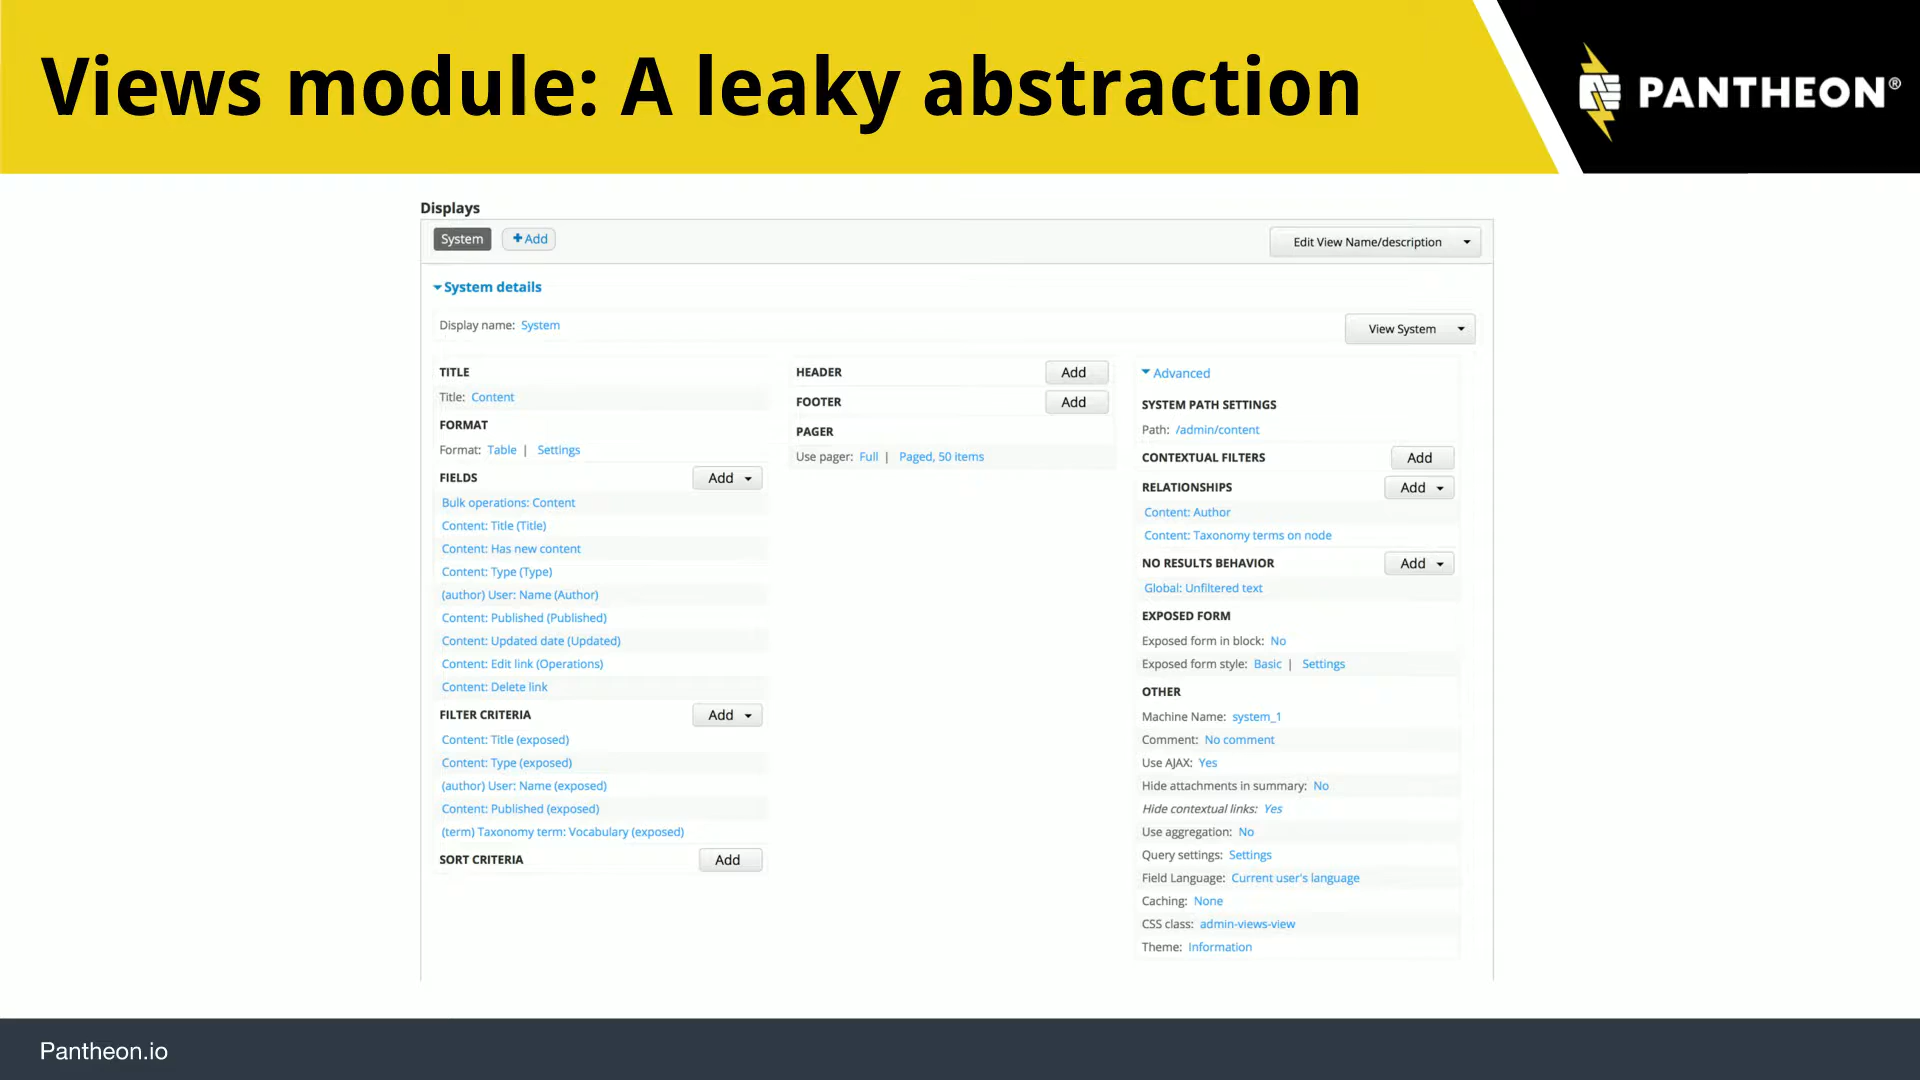 Views module: A leaky abstraction
PANTHEON®
Displays
System
+Add
Edit View Name/description
System details
Display name: System
View System
TITLE
Title: Content
FORMAT
Format: Table | Settings
FIELDS
Add
Bulk operations: Content
Content: Title (Title)
Content: Has new content
Content: Type (Type)
(author) User: Name (Author)
Content: Published (Published)
Content: Updated date (Updated)
Content: Edit link (Operations)
Content: Delete link
FILTER CRITERIA
Add
Content: Title (exposed)
Content: Type (exposed)
(author) User: Name (exposed)
Content: Published (exposed)
(term) Taxonomy term: Vocabulary (exposed)
SORT CRITERIA
Add
HEADER
Add
FOOTER
Add
PAGER
Use pager: Full | Paged, 50 items
Advanced
SYSTEM PATH SETTINGS
Path: /admin/content
CONTEXTUAL FILTERS
Add
RELATIONSHIPS
Add
Content: Author
Content: Taxonomy terms on node
NO RESULTS BEHAVIOR
Add
Global: Unfiltered text
EXPOSED FORM
Exposed form in block: No
Exposed form style: Basic | Settings
OTHER
Machine Name: system_1
Comment: No comment
Use AJAX: Yes
Hide attachments in summary: No
Hide contextual links: Yes
Use aggregation: No
Query settings: Settings
Field Language: Current user's language
Caching: None
CSS class: admin-views-view
Theme: Information
Pantheon.io